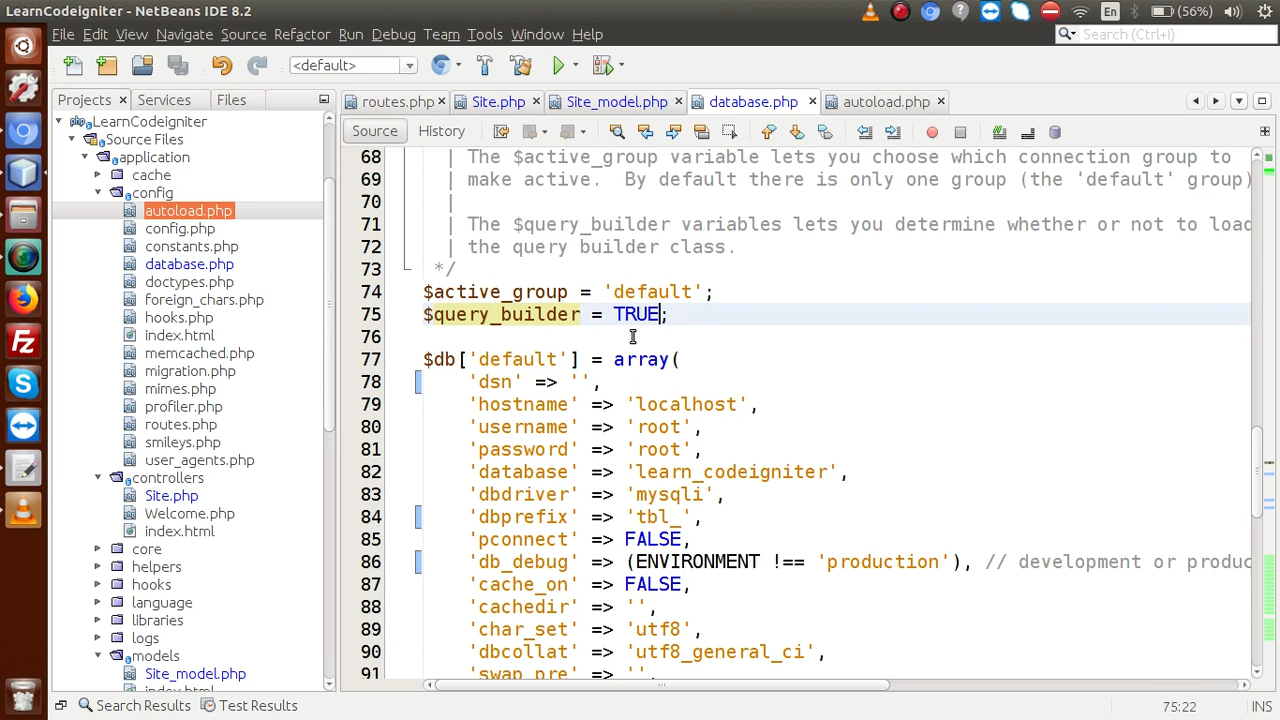 LearnCodeigniter - NetBeans IDE 8.2
En
(56%)
File Edit View Navigate Source Refactor Run Debug Team Tools Window Help
Search (Ctrl+I)
<default>
Projects
Services
Files
routes.php
Site.php
Site_model.php
database.php
autoload.php
Source
History
LearnCodeigniter
Source Files
application
cache
config
autoload.php
config.php
constants.php
database.php
doctypes.php
foreign_chars.php
hooks.php
index.html
memcached.php
migration.php
mimes.php
profiler.php
routes.php
smileys.php
user_agents.php
controllers
Site.php
Welcome.php
index.html
core
helpers
hooks
language
libraries
logs
models
Site_model.php
index.html
68 | The $active_group variable lets you choose which connection group to
69 | make active.  By default there is only one group (the 'default' group)
70 |
71 | The $query_builder variables lets you determine whether or not to load
72 | the query builder class.
73 */
74 $active_group = 'default';
75 $query_builder = TRUE;
76
77 $db['default'] = array(
78 'dsn' => '',
79 'hostname' => 'localhost',
80 'username' => 'root',
81 'password' => 'root',
82 'database' => 'learn_codeigniter',
83 'dbdriver' => 'mysqli',
84 'dbprefix' => 'tbl_',
85 'pconnect' => FALSE,
86 'db_debug' => (ENVIRONMENT !== 'production'), // development or produc
87 'cache_on' => FALSE,
88 'cachedir' => '',
89 'char_set' => 'utf8',
90 'dbcollat' => 'utf8_general_ci',
91 'swap_pre' => '',
Search Results
Test Results
75:22
INS